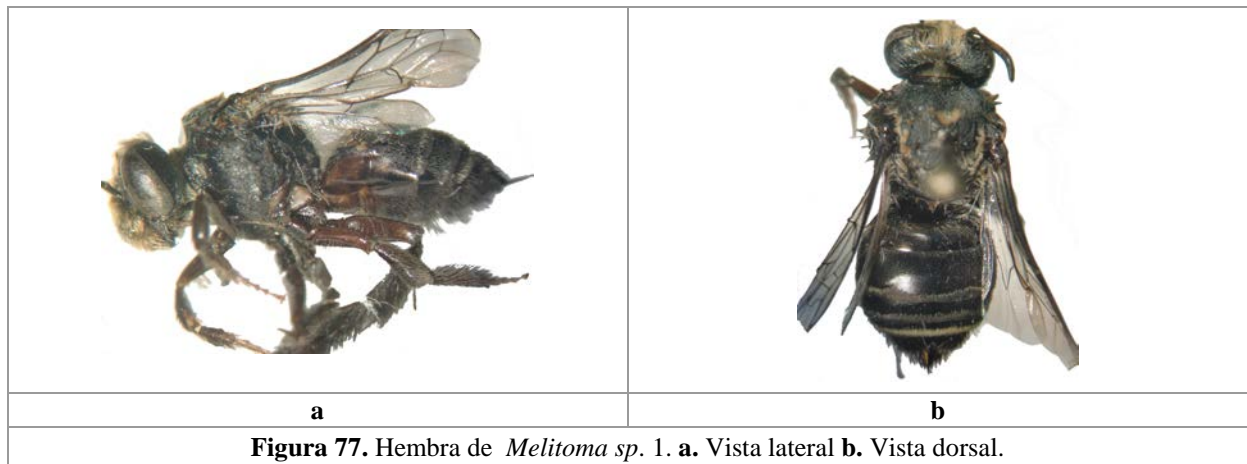 a
b
Figura 77. Hembra de Melitoma sp. 1. a. Vista lateral b. Vista dorsal.